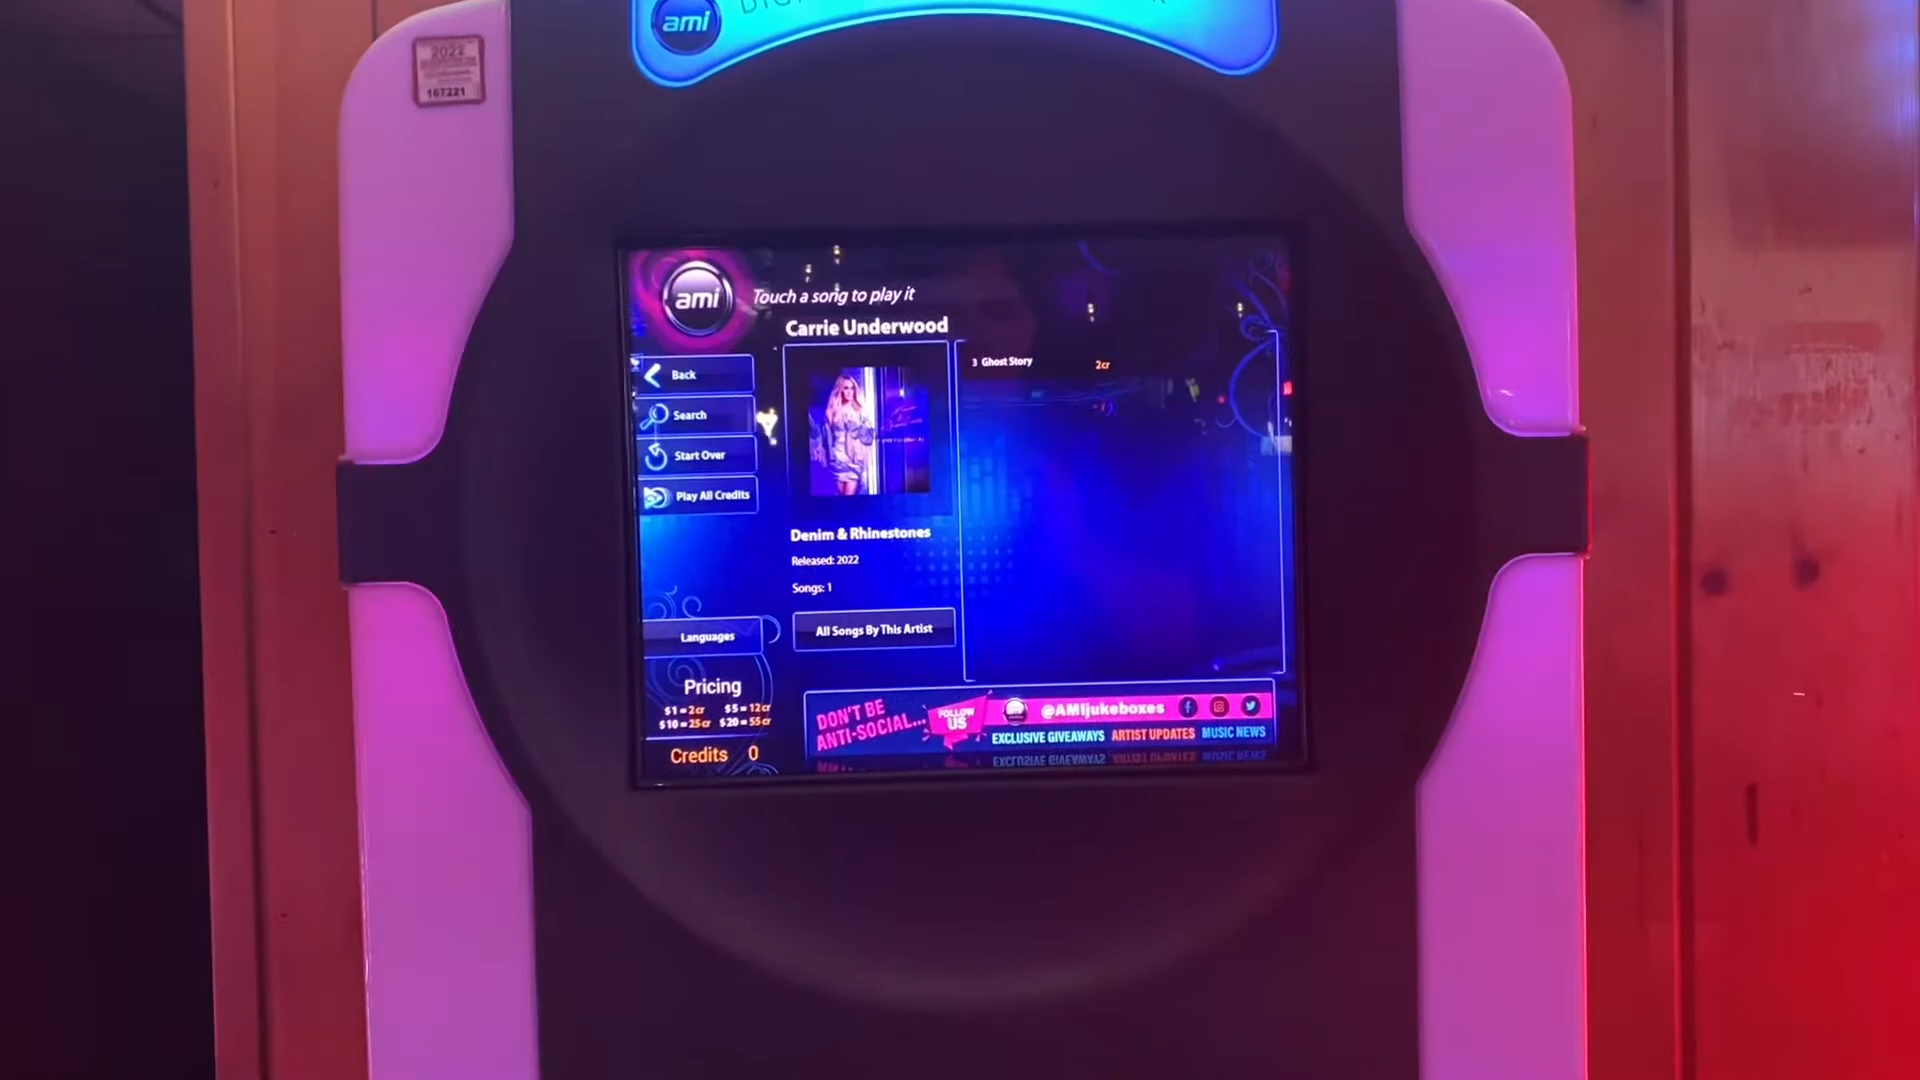 ami
2022
167221
ami
Touch a song to play it
Carrie Underwood
Back
Search
Start Over
Play All Credits
3 Ghost Story 2cr
Denim & Rhinestones
Released: 2022
Songs: 1
All Songs By This Artist
Languages
Pricing
$1 = 2cr $5 = 12cr
$10 = 25cr $20 = 55cr
Credits 0
DON'T BE
ANTI-SOCIAL...
FOLLOW
US
@AMIjukeboxes
EXCLUSIVE GIVEAWAYS ARTIST UPDATES MUSIC NEWS